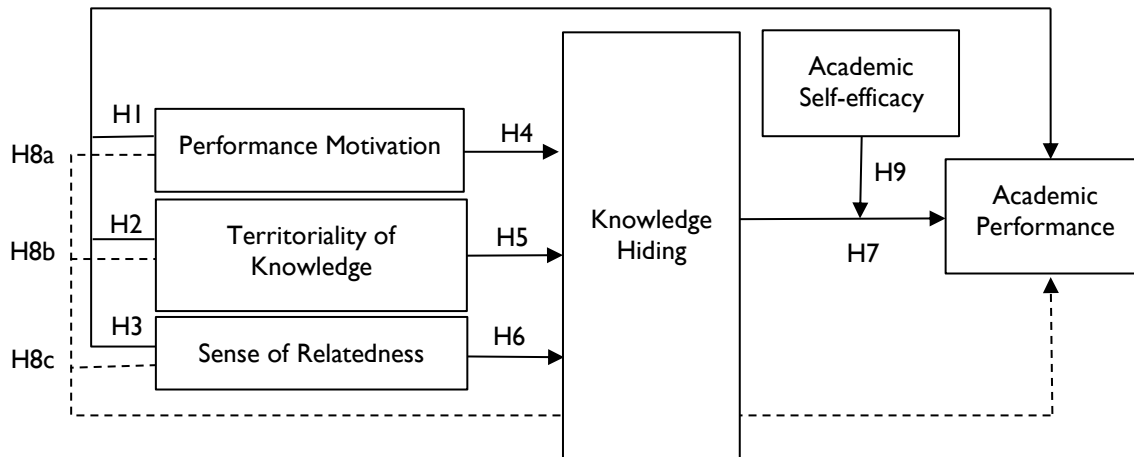 Academic
Self-efficacy
H1
H8a
Performance Motivation
H4
H9
Academic
Performance
H2
H8b
Territoriality of
Knowledge
H5
Knowledge
Hiding
H7
H3
H8c
Sense of Relatedness
H6